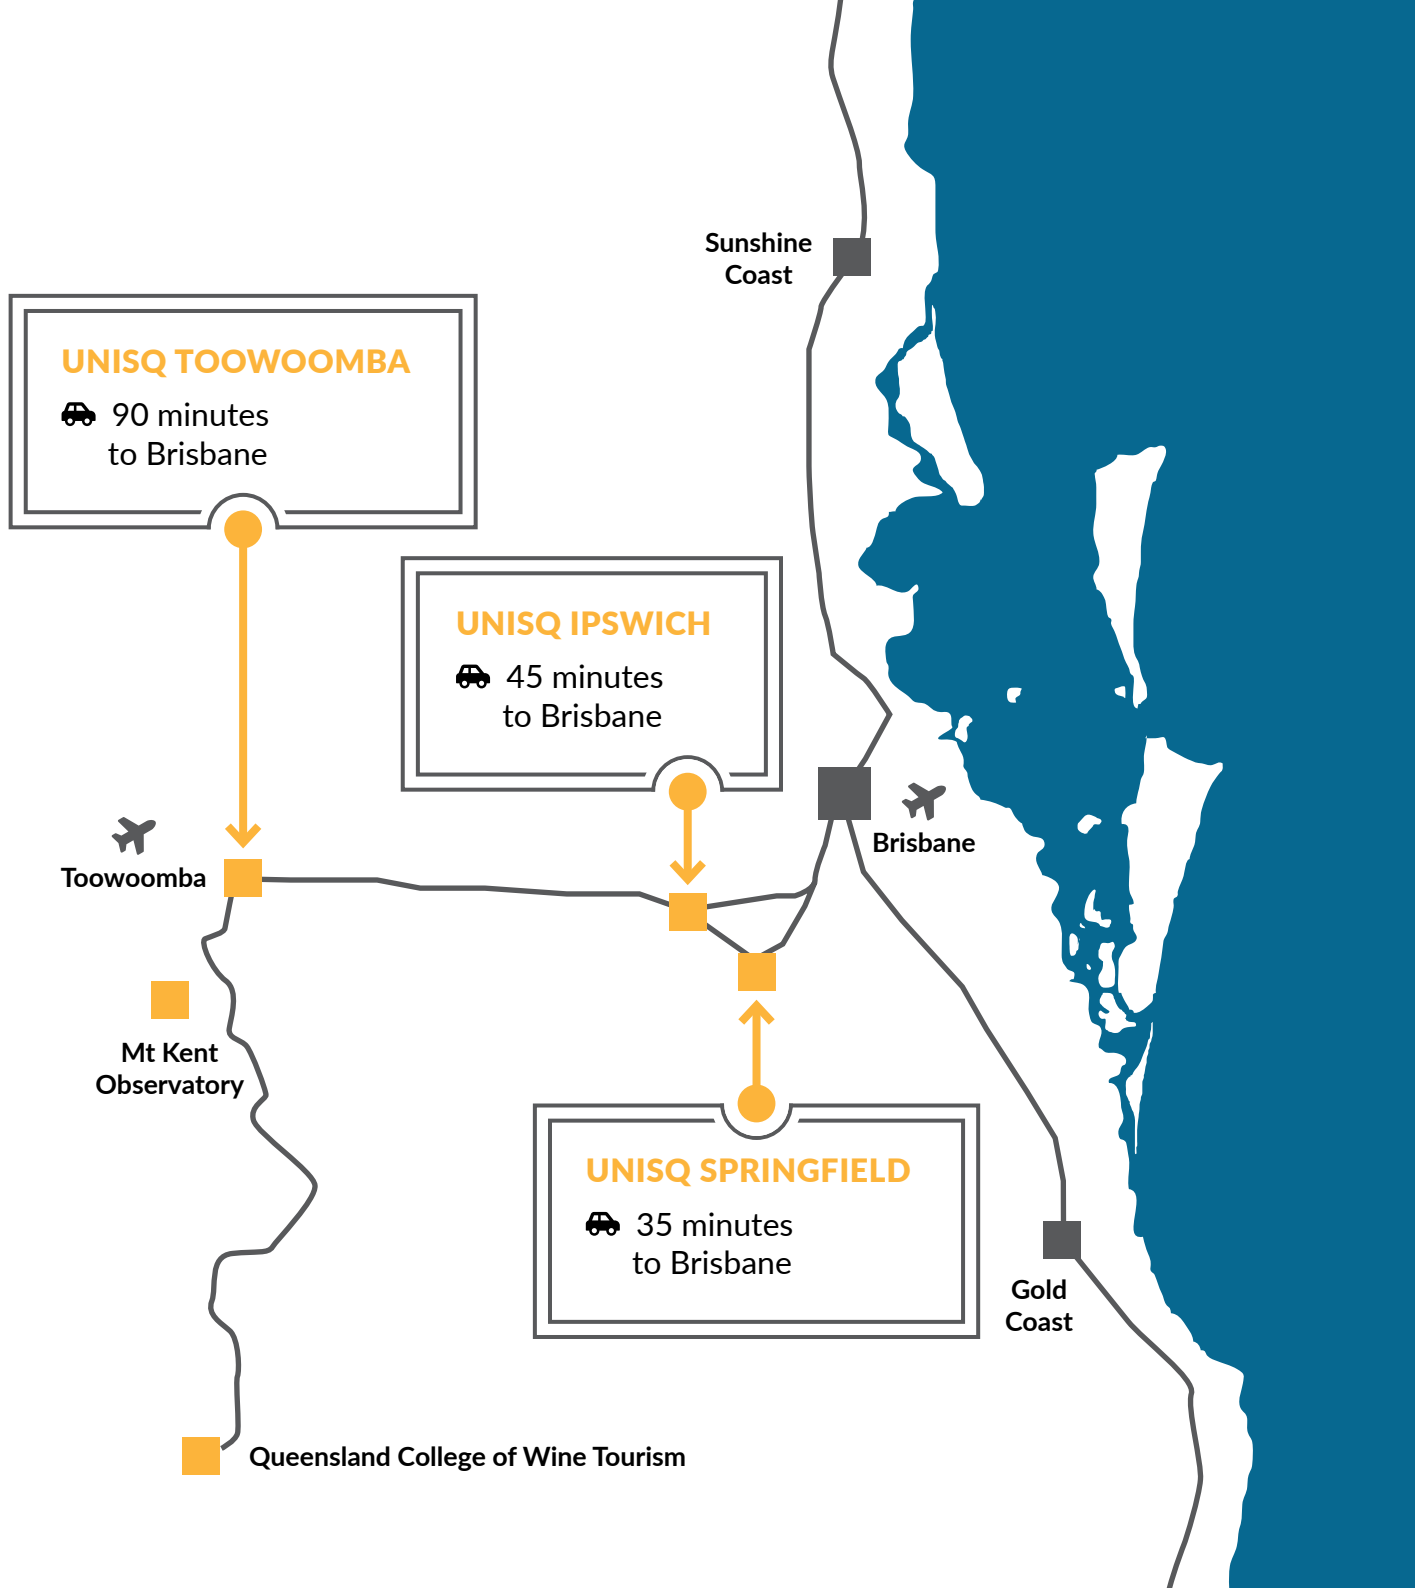 Sunshine
Coast
UNISQ TOOWOOMBA
90 minutes
to Brisbane
UNISQ IPSWICH
45 minutes
to Brisbane
Brisbane
Toowoomba
Mt Kent
Observatory
UNISQ SPRINGFIELD
35 minutes
to Brisbane
Gold
Coast
Queensland College of Wine Tourism